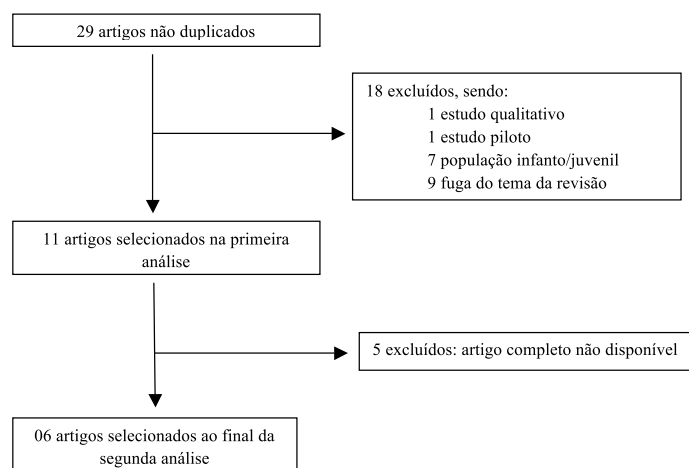 29 artigos não duplicados
18 excluídos, sendo:
1 estudo qualitativo
1 estudo piloto
7 população infanto/juvenil
9 fuga do tema da revisão
11 artigos selecionados na primeira
análise
5 excluídos: artigo completo não disponível
06 artigos selecionados ao final da
segunda análise